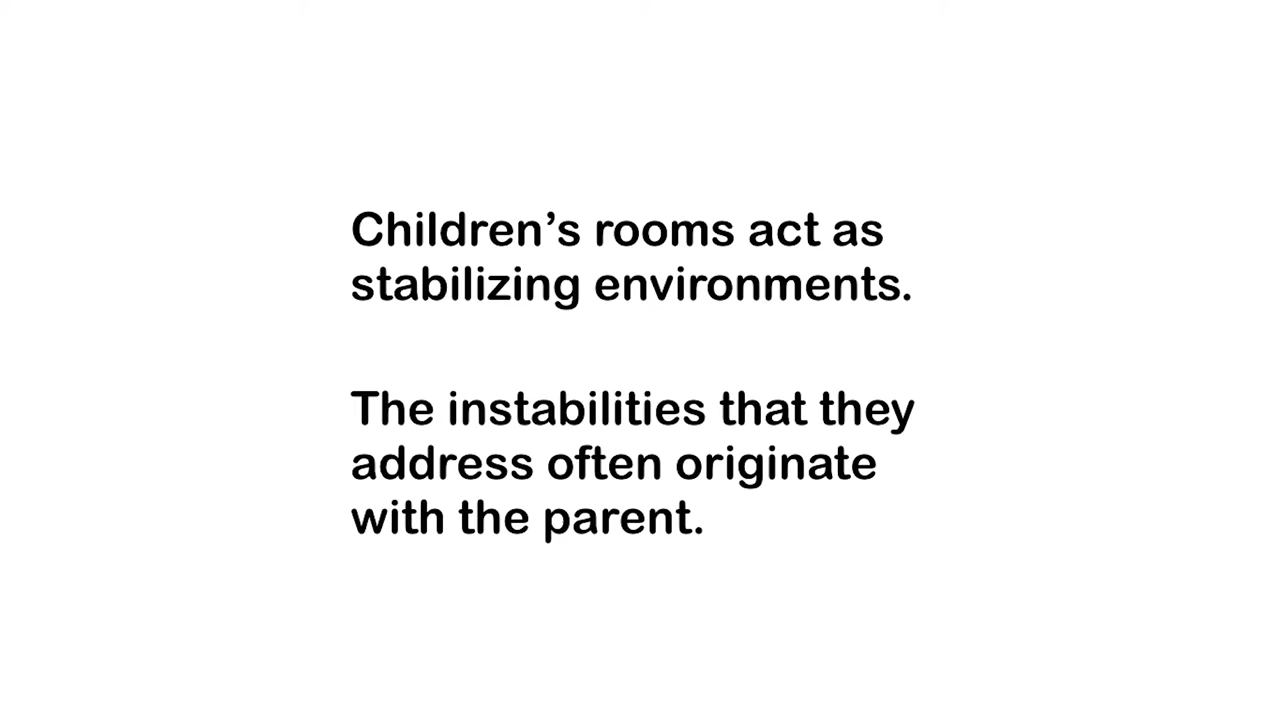 Children’s rooms act as
stabilizing environments.
The instabilities that they
address often originate
with the parent.